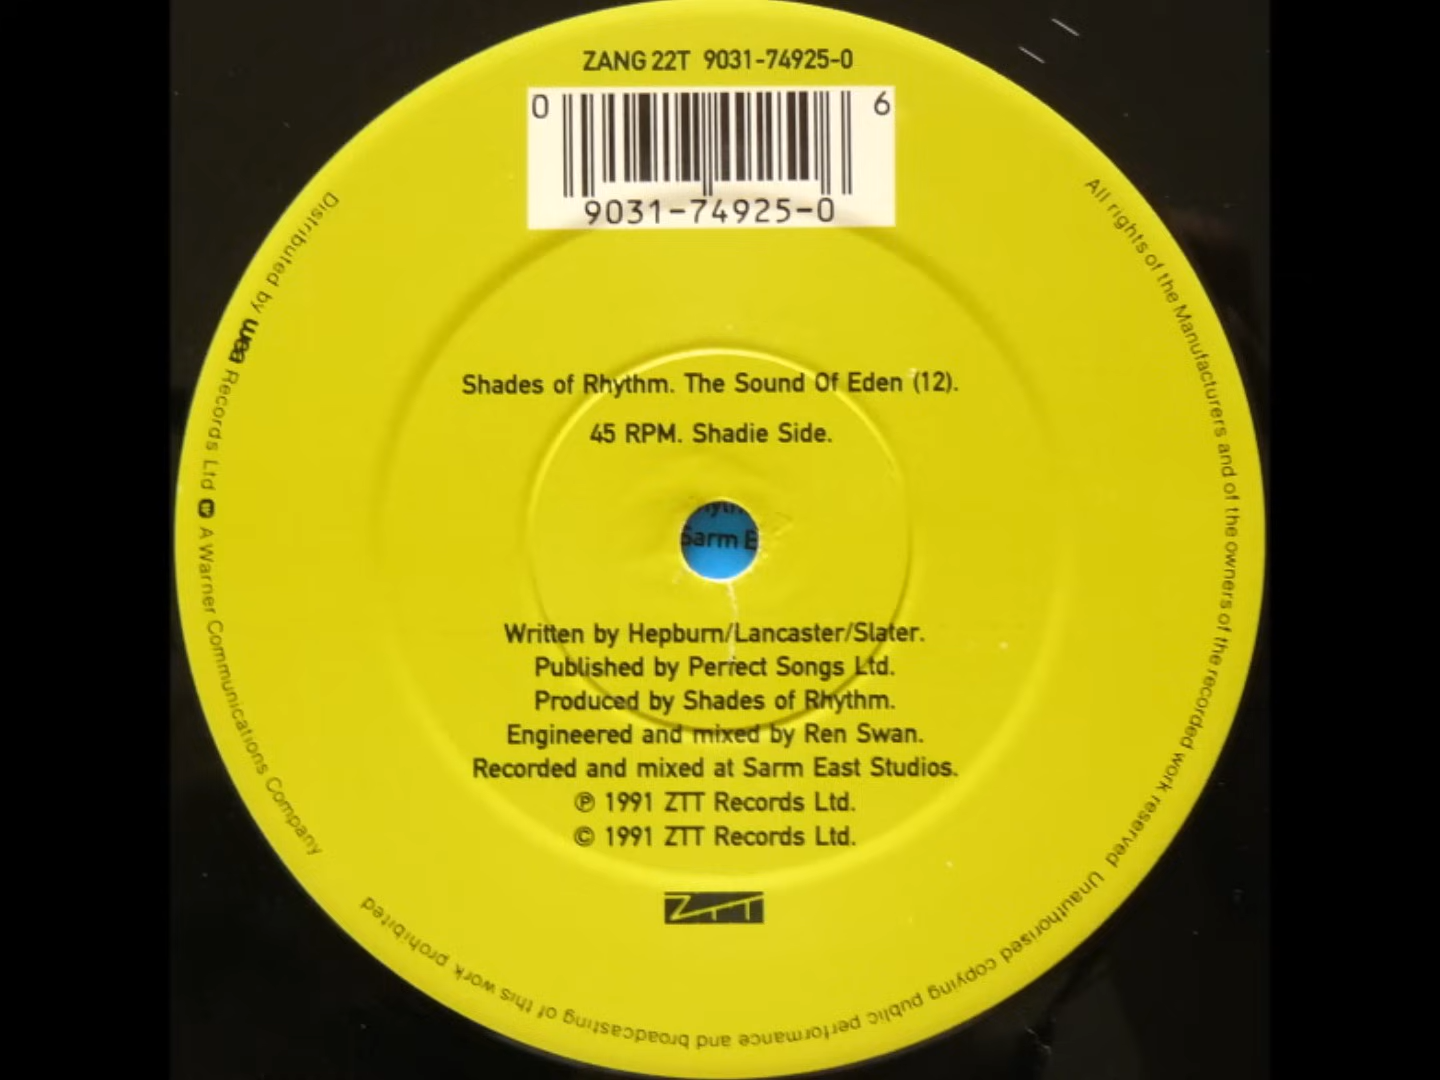 ZANG 22T 9031-74925-0
0 6
9031-74925-0
Shades of Rhythm. The Sound Of Eden (12).
45 RPM. Shadie Side.
Sarm E
Written by Hepburn/Lancaster/Slater.
Published by Perfect Songs Ltd.
Produced by Shades of Rhythm.
Engineered and mixed by Ren Swan.
Recorded and mixed at Sarm East Studios.
℗ 1991 ZTT Records Ltd.
© 1991 ZTT Records Ltd.
ZTT
Distributed by wea Records Ltd A Warner Communications Company
All rights of the Manufacturers and of the owners of the recorded work reserved Unauthorised copying public performance and broadcasting of this work prohibited